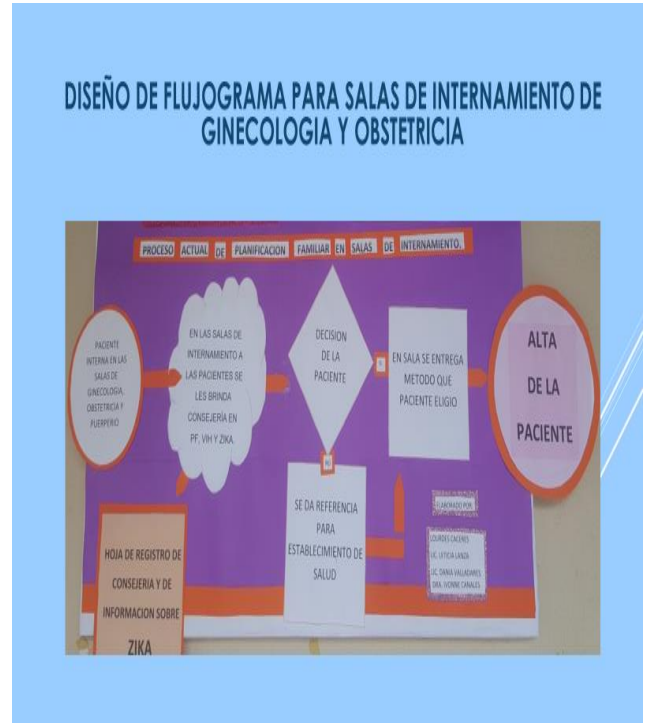 DISEÑO DE FLUJOGRAMA PARA SALAS DE INTERNAMIENTO DE
GINECOLOGIA Y OBSTETRICIA
PROCESO ACTUAL DE PLANIFICACION FAMILIAR EN SALAS DE INTERNAMIENTO.
PACIENTE
INTERNA EN LAS
SALAS DE
GINECOLOGIA,
OBSTETRICIA Y
PUERPERIO
EN LAS SALAS DE
INTERNAMIENTO A
LAS PACIENTES SE
LES BRINDA
CONSEJERÍA EN
PF, VIH Y ZIKA.
DECISION
DE LA
PACIENTE
SI
EN SALA SE ENTREGA
METODO QUE
PACIENTE ELIGIO
ALTA
DE LA
PACIENTE
NO
SE DA REFERENCIA
PARA
ESTABLECIMIENTO DE
SALUD
HOJA DE REGISTRO DE
CONSEJERIA Y DE
INFORMACION SOBRE
ZIKA
ELABORADO POR:
LOURDES CACERES
LIC. LETICIA LANZA
LIC. DANIA VALLADARES
DRA. IVONNE CANALES